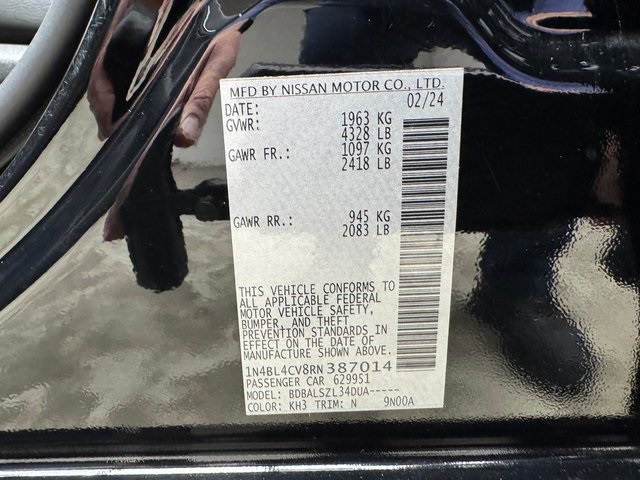 MFD BY NISSAN MOTOR CO., LTD.
DATE: 02/24
GVWR: 1963 KG
4328 LB
GAWR FR.: 1097 KG
2418 LB
GAWR RR.: 945 KG
2083 LB
THIS VEHICLE CONFORMS TO
ALL APPLICABLE FEDERAL
MOTOR VEHICLE SAFETY,
BUMPER, AND THEFT
PREVENTION STANDARDS IN
EFFECT ON THE DATE OF
MANUFACTURE SHOWN ABOVE.
1N4BL4CV8RN387014
PASSENGER CAR 629951
MODEL: BDBALSZL34DUA-----
COLOR: KH3 TRIM: N 9N00A